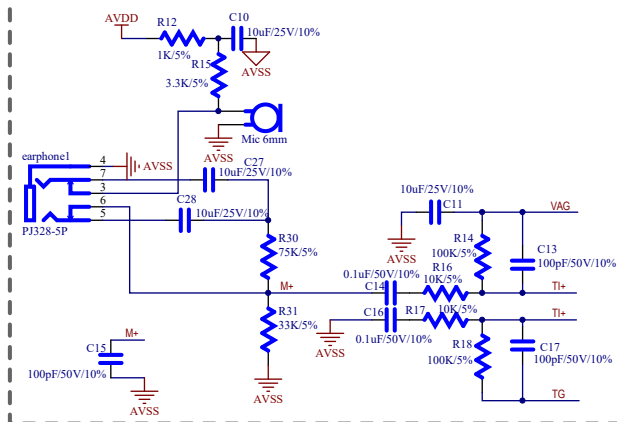 AVDD
R12
1K/5%
C10
10uF/25V/10%
AVSS
R15
3.3K/5%
AVSS
Mic 6mm
earphone1
4
7
3
6
5
PJ328-5P
AVSS
C27
10uF/25V/10%
C28
10uF/25V/10%
R30
75K/5%
M+
R31
33K/5%
AVSS
M+
C15
100pF/50V/10%
AVSS
10uF/25V/10%
C11
AVSS
VAG
R14
100K/5%
C13
100pF/50V/10%
0.1uF/50V/10%
C14
R16
10K/5%
TI+
C16
0.1uF/50V/10%
R17
10K/5%
TI+
AVSS
R18
100K/5%
C17
100pF/50V/10%
TG